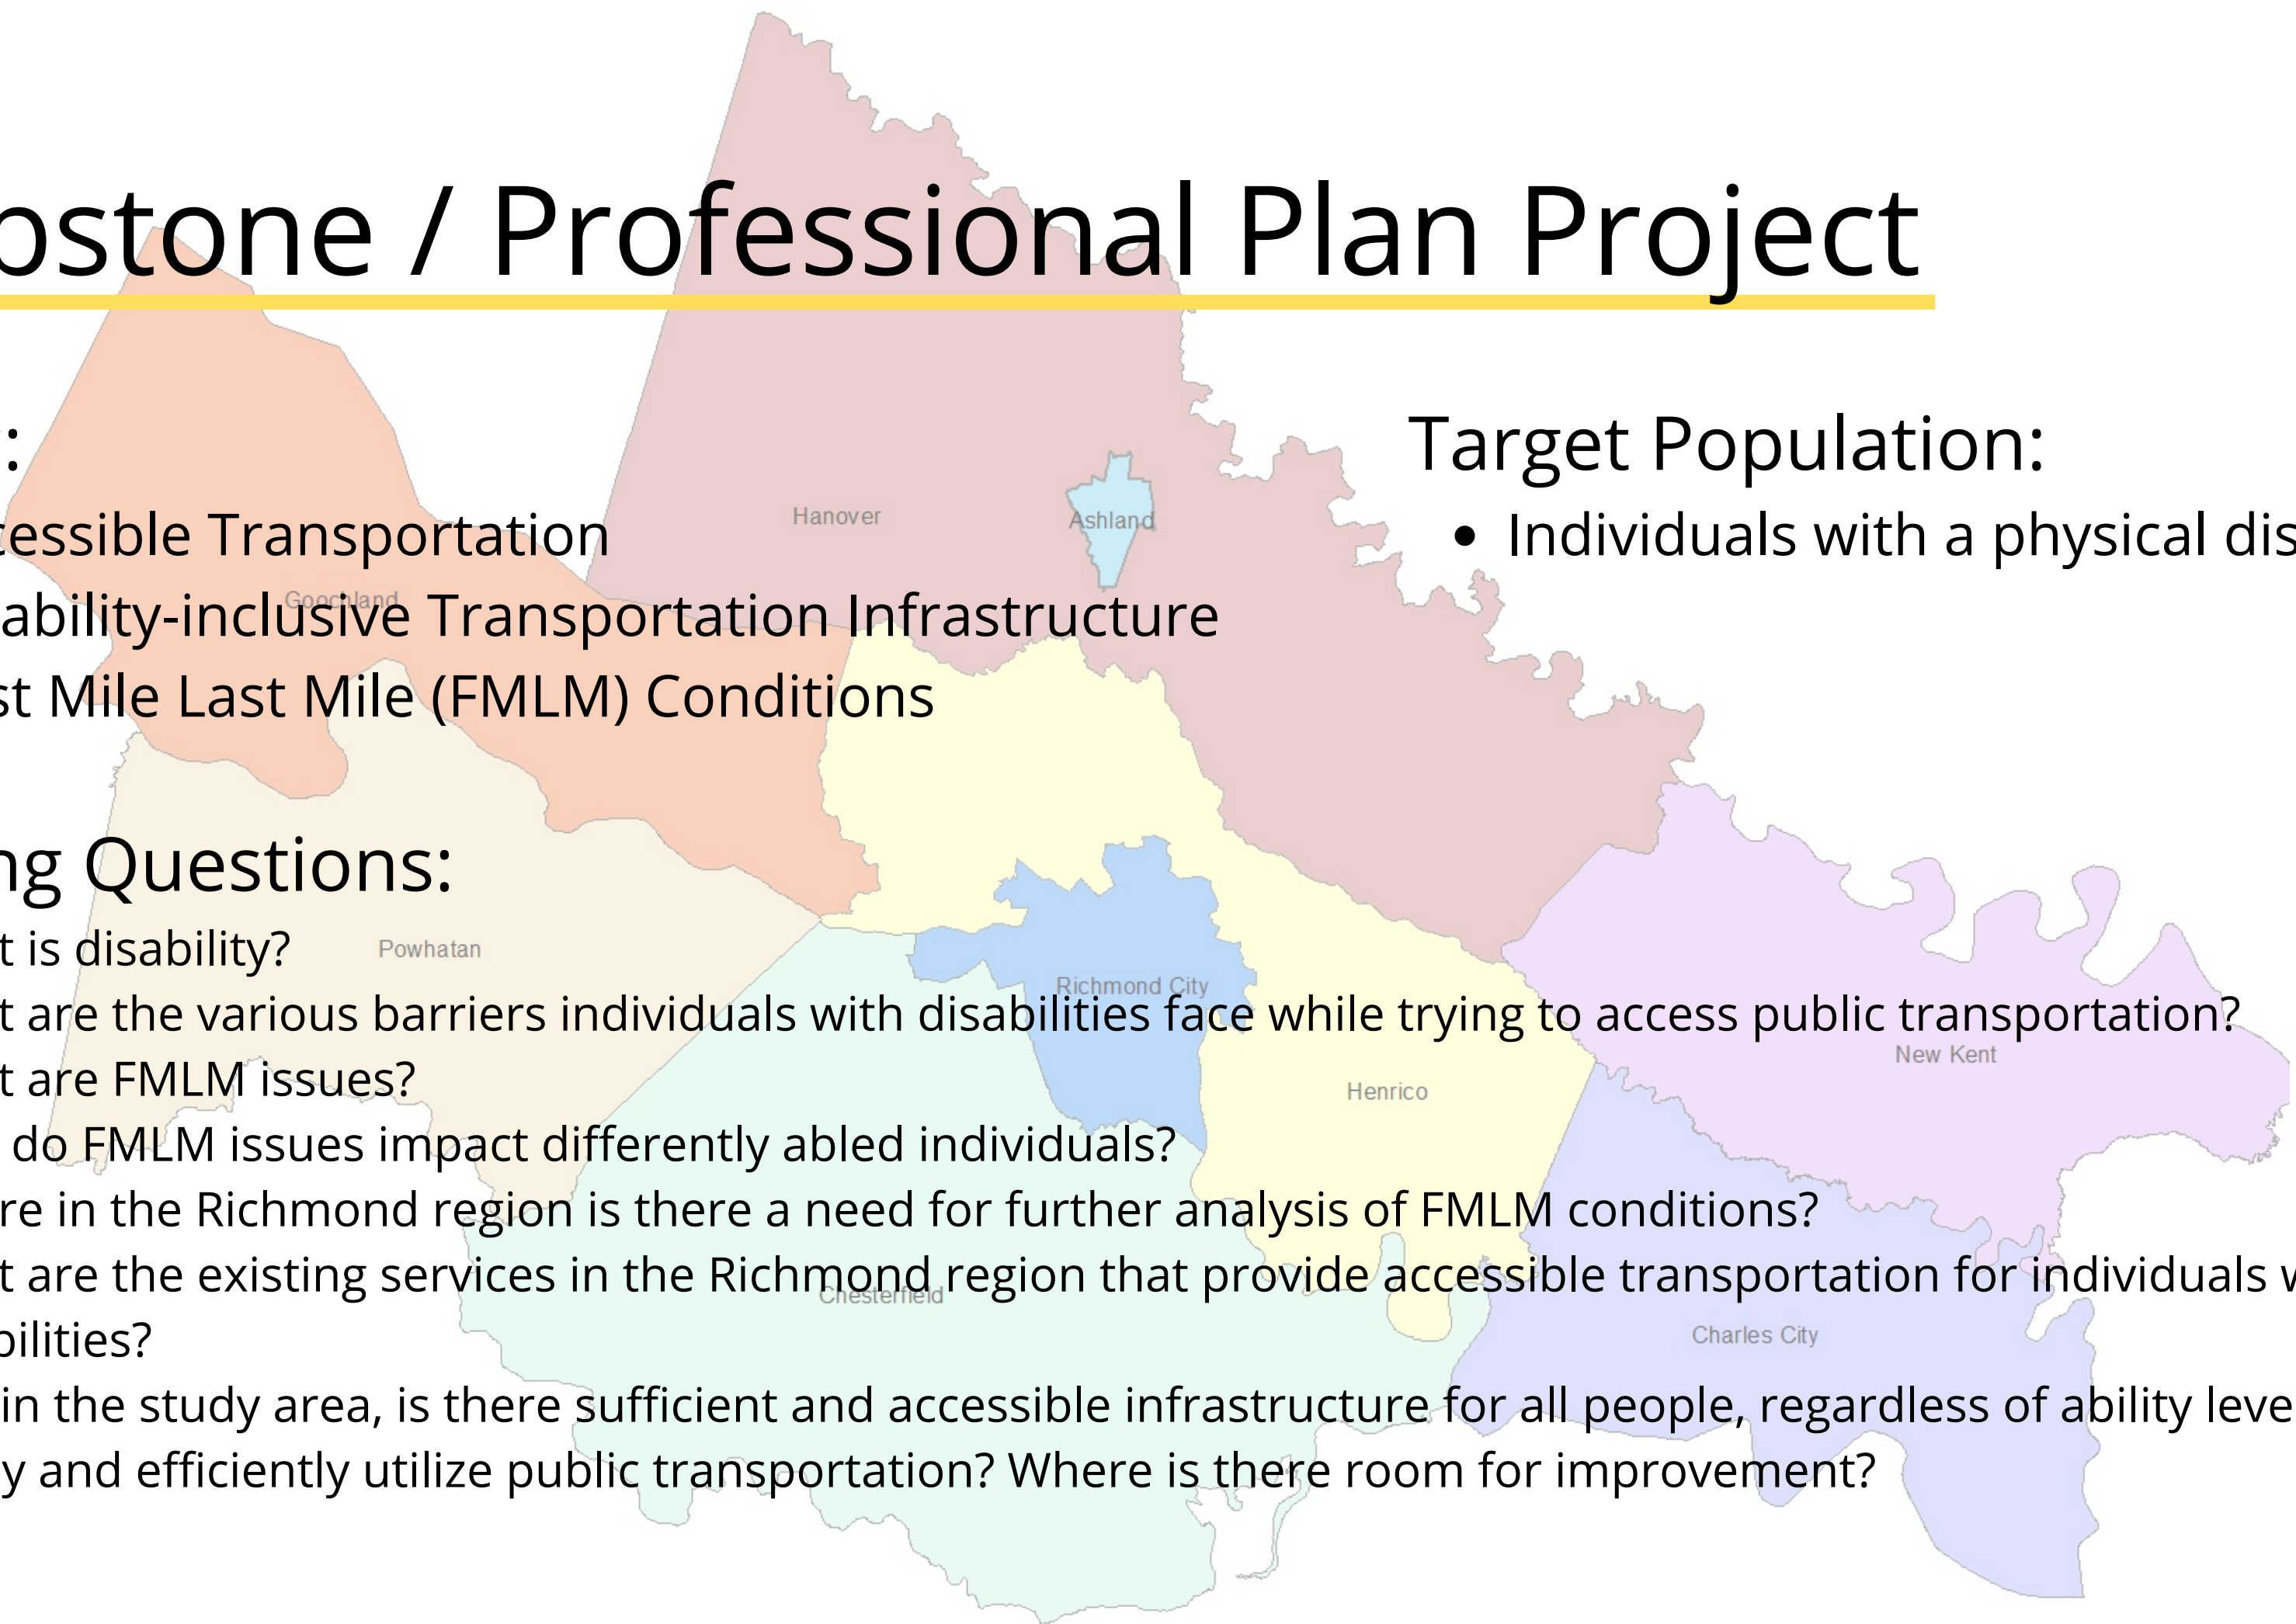 pstone / Professional Plan Project
:
cessible Transportation
ability-inclusive Transportation Infrastructure
st Mile Last Mile (FMLM) Conditions
Target Population:
• Individuals with a physical dis
ng Questions:
t is disability?
t are the various barriers individuals with disabilities face while trying to access public transportation?
t are FMLM issues?
do FMLM issues impact differently abled individuals?
re in the Richmond region is there a need for further analysis of FMLM conditions?
t are the existing services in the Richmond region that provide accessible transportation for individuals w
bilities?
in the study area, is there sufficient and accessible infrastructure for all people, regardless of ability leve
y and efficiently utilize public transportation? Where is there room for improvement?
Hanover
Ashland
Goochland
Powhatan
Richmond City
New Kent
Henrico
Chesterfield
Charles City